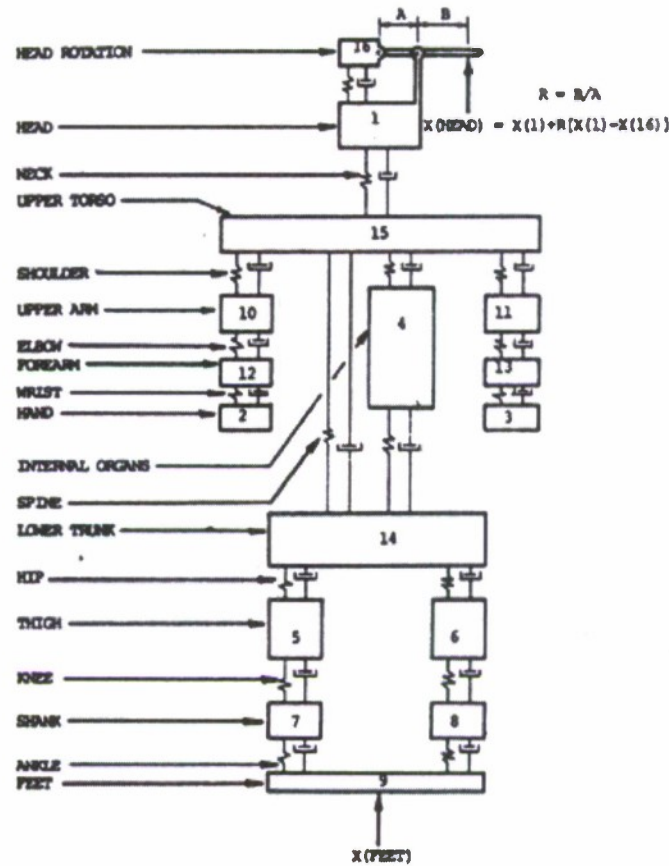 A B
HEAD ROTATION 16
R = B/A
HEAD 1 X(HEAD) = X(1)+R[X(1)-X(16)]
NECK
UPPER TORSO
15
SHOULDER
UPPER ARM 10 4 11
ELBOW
FOREARM 12 13
WRIST
HAND 2 3
INTERNAL ORGANS
SPINE
LOWER TRUNK 14
HIP
THIGH 5 6
KNEE
SHANK 7 8
ANKLE
FEET 9
X(FEET)